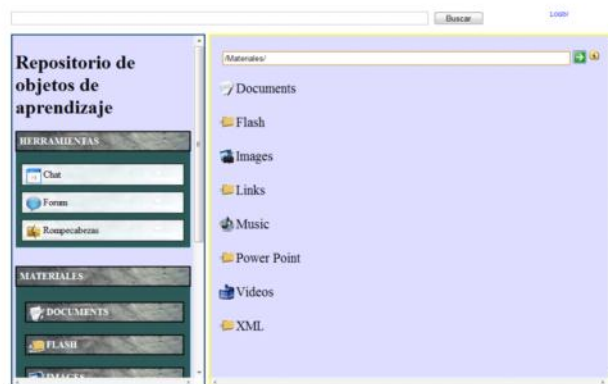 Buscar
Login
Repositorio de
objetos de
aprendizaje
HERRAMIENTAS
Chat
Forum
Rompecabezas
MATERIALES
DOCUMENTS
FLASH
IMAGES
/Materiales/
Documents
Flash
Images
Links
Music
Power Point
Videos
XML